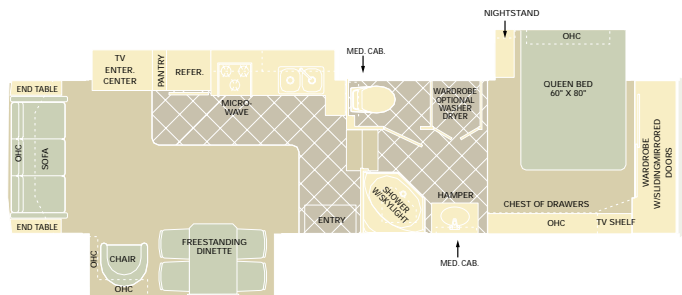 NIGHTSTAND
OHC
TV
ENTER.
CENTER
PANTRY
REFER.
MED. CAB.
MICRO-
WAVE
END TABLE
WARDROBE
OPTIONAL
WASHER
DRYER
QUEEN BED
60" X 80"
OHC
SOFA
WARDROBE
W/SLIDINGMIRRORED
DOORS
SHOWER
W/SKYLIGHT
HAMPER
CHEST OF DRAWERS
ENTRY
OHC
TV SHELF
END TABLE
FREESTANDING
DINETTE
OHC
CHAIR
MED. CAB.
OHC